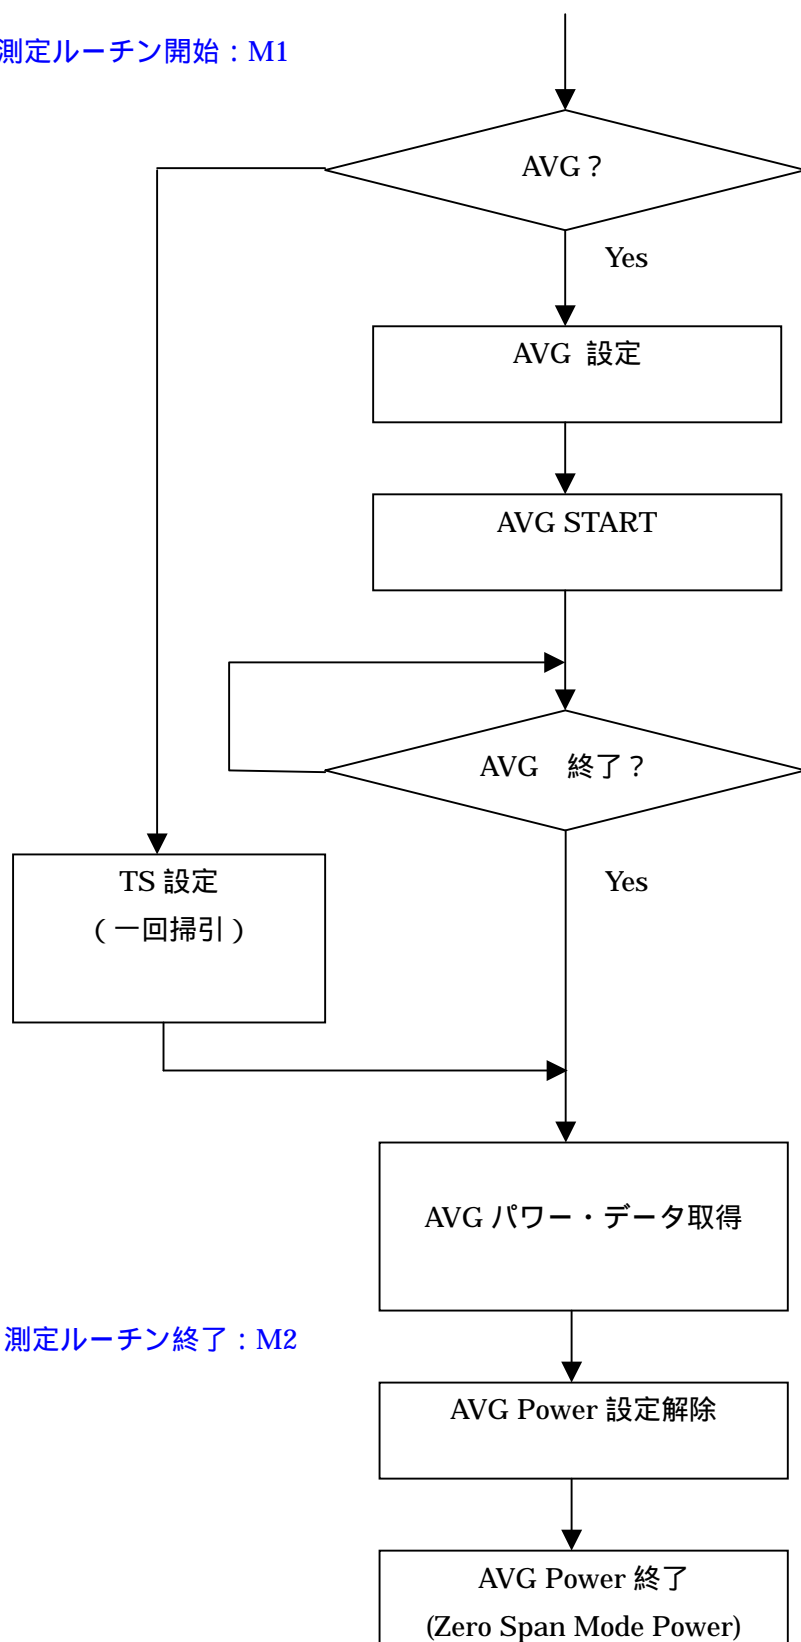 測定ルーチン開始：M1
AVG？
Yes
AVG 設定
AVG START
AVG　終了？
TS 設定
（一回掃引）
Yes
AVG パワー・データ取得
測定ルーチン終了：M2
AVG Power 設定解除
AVG Power 終了
(Zero Span Mode Power)